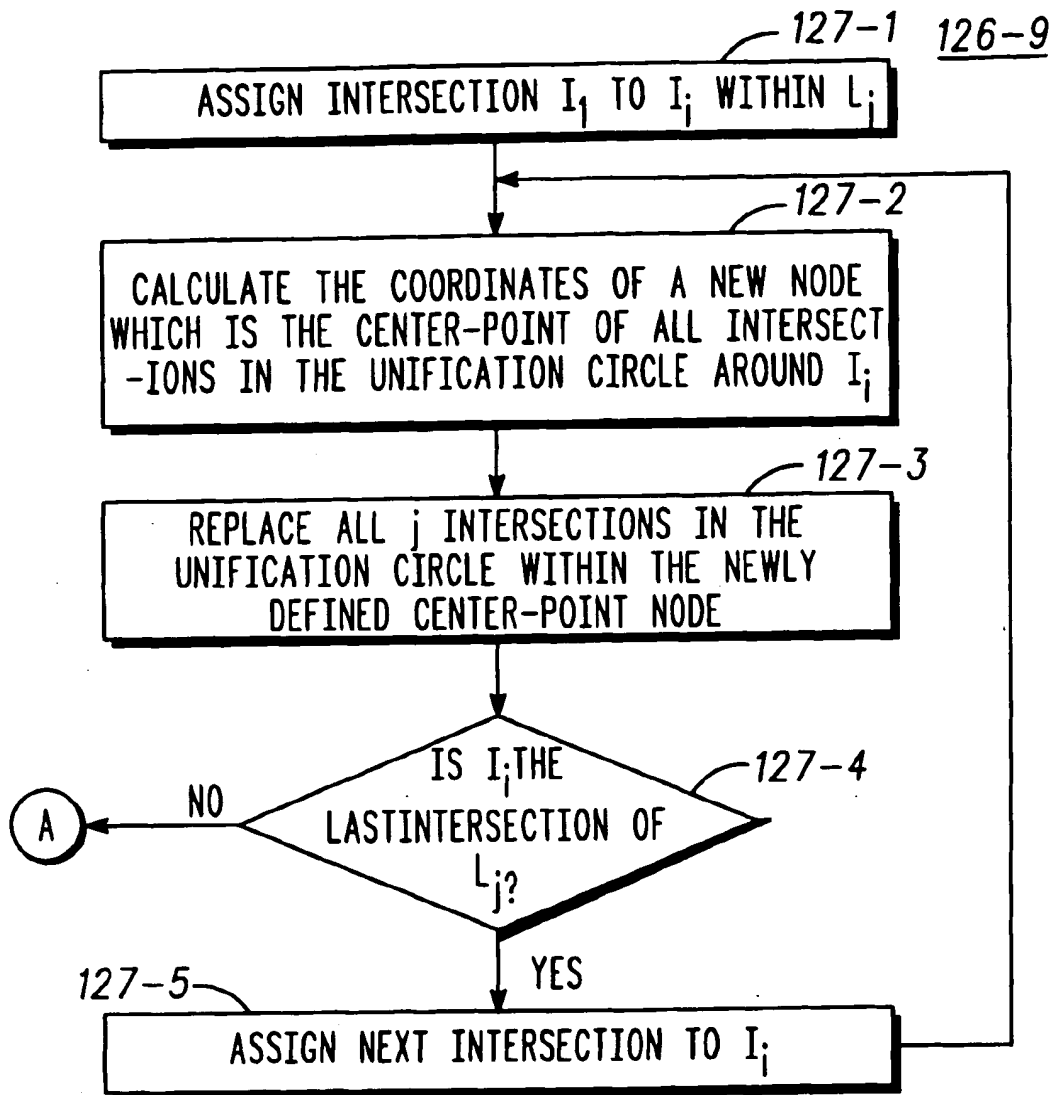 127-1
126-9
ASSIGN INTERSECTION I1 TO Ii WITHIN Lj
127-2
CALCULATE THE COORDINATES OF A NEW NODE
WHICH IS THE CENTER-POINT OF ALL INTERSECT
-IONS IN THE UNIFICATION CIRCLE AROUND Ii
127-3
REPLACE ALL j INTERSECTIONS IN THE
UNIFICATION CIRCLE WITHIN THE NEWLY
DEFINED CENTER-POINT NODE
IS Ii THE
LASTINTERSECTION OF
Lj?
127-4
NO
A
YES
127-5
ASSIGN NEXT INTERSECTION TO Ii